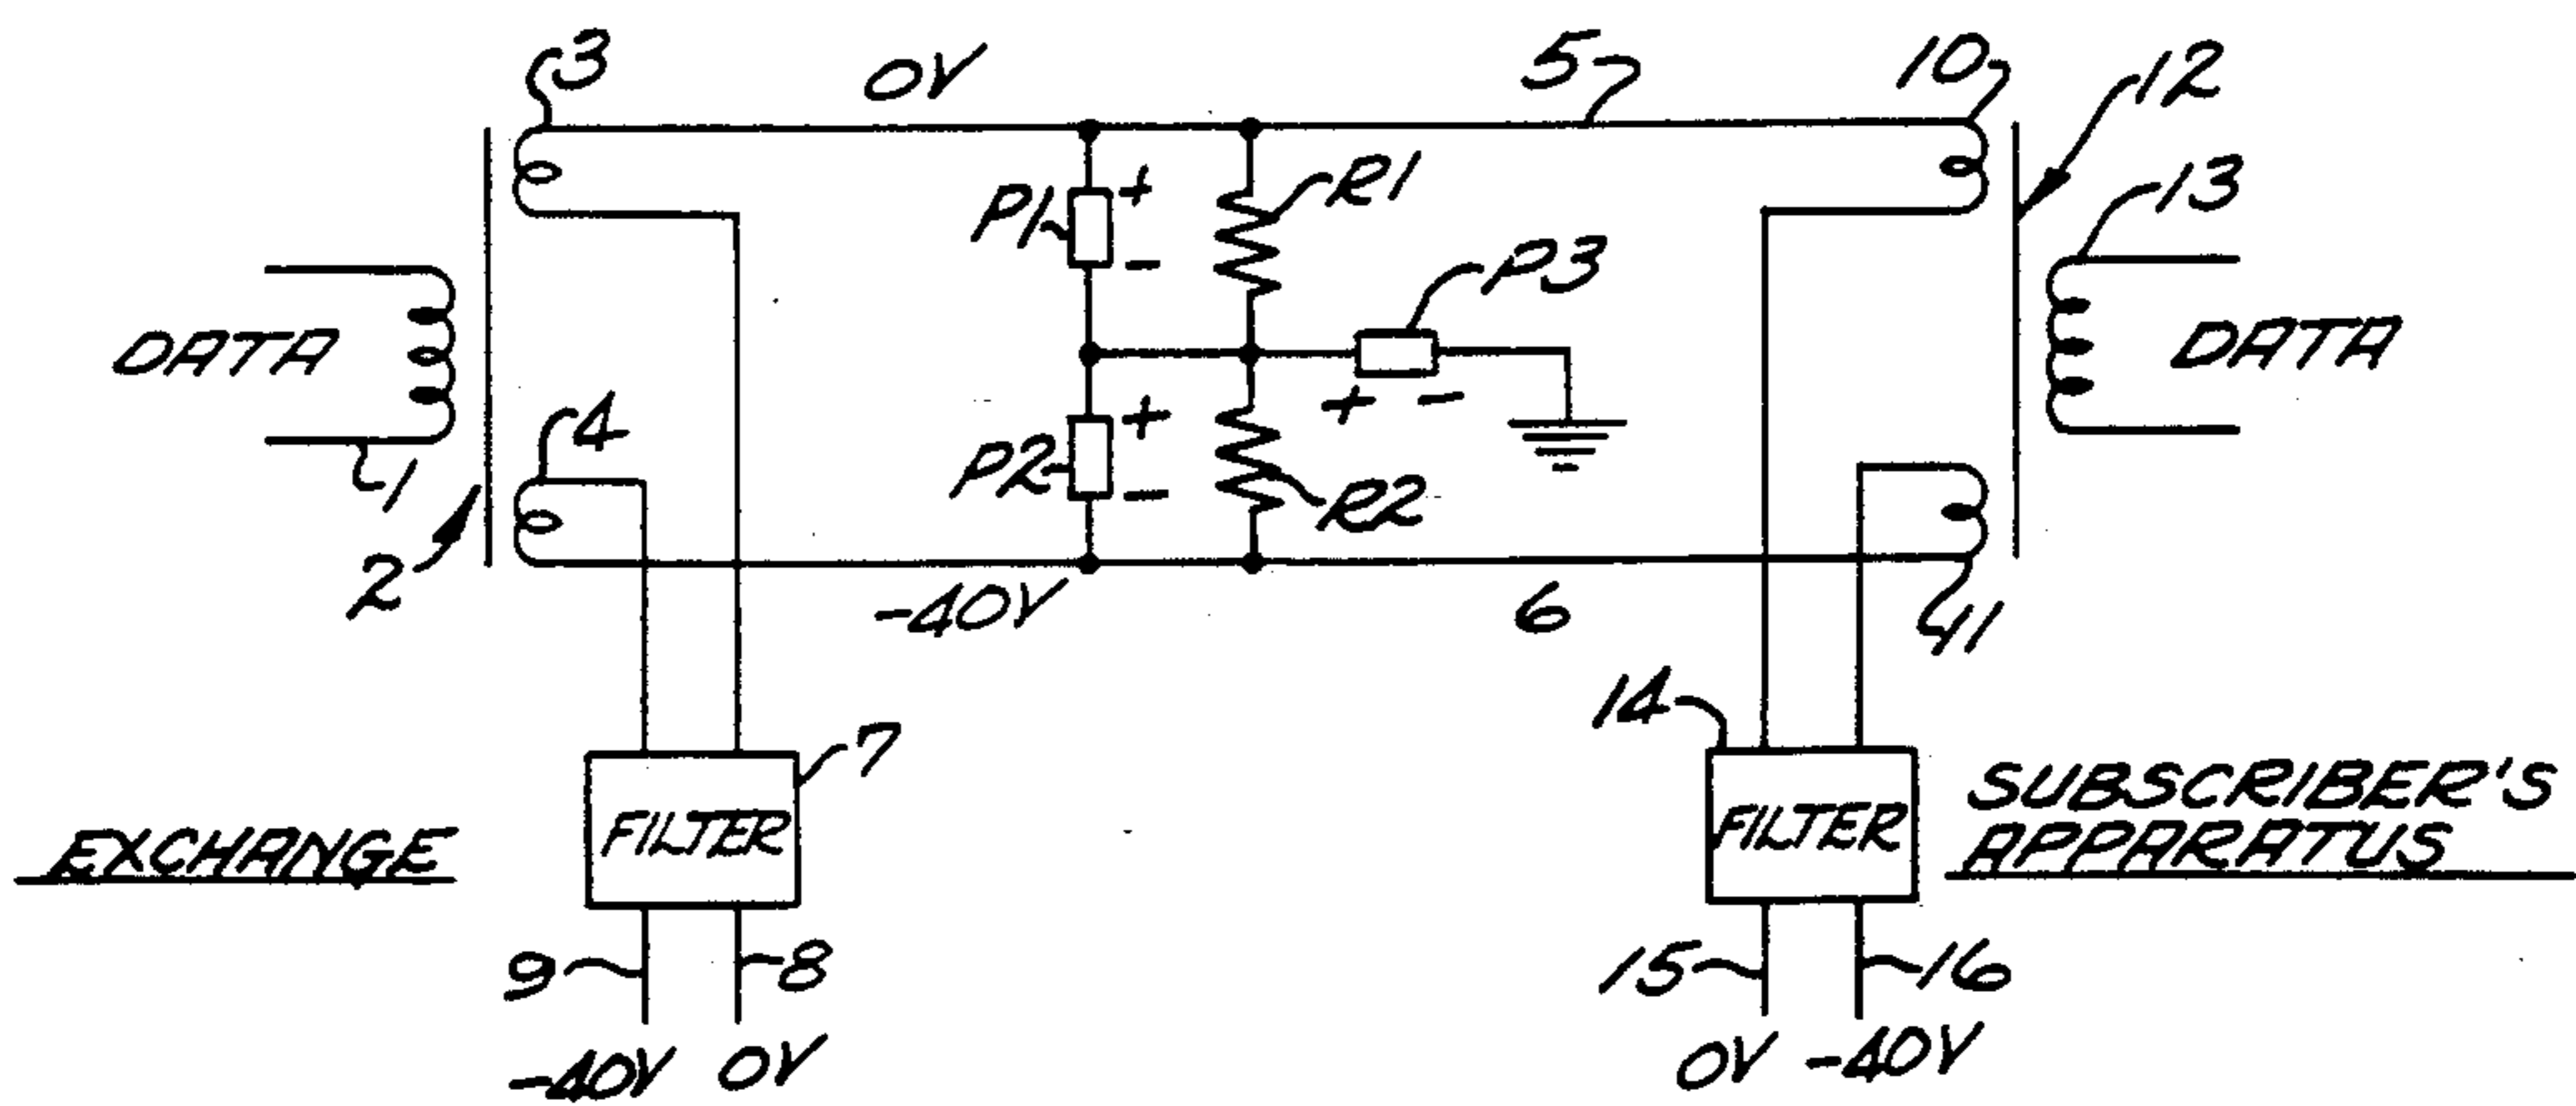 3
0V
5
10
12
P1
+
-
R1
13
P3
DATA
DATA
4
+
-
1
P2
+
-
R2
2
-40V
6
41
14
7
FILTER
FILTER
EXCHANGE
SUBSCRIBER'S
APPARATUS
9
8
15
16
-40V
0V
0V
-40V